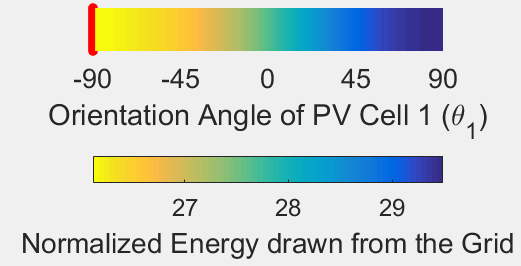 -90 -45 0 45 90
Orientation Angle of PV Cell 1 (θ₁)
27 28 29
Normalized Energy drawn from the Grid